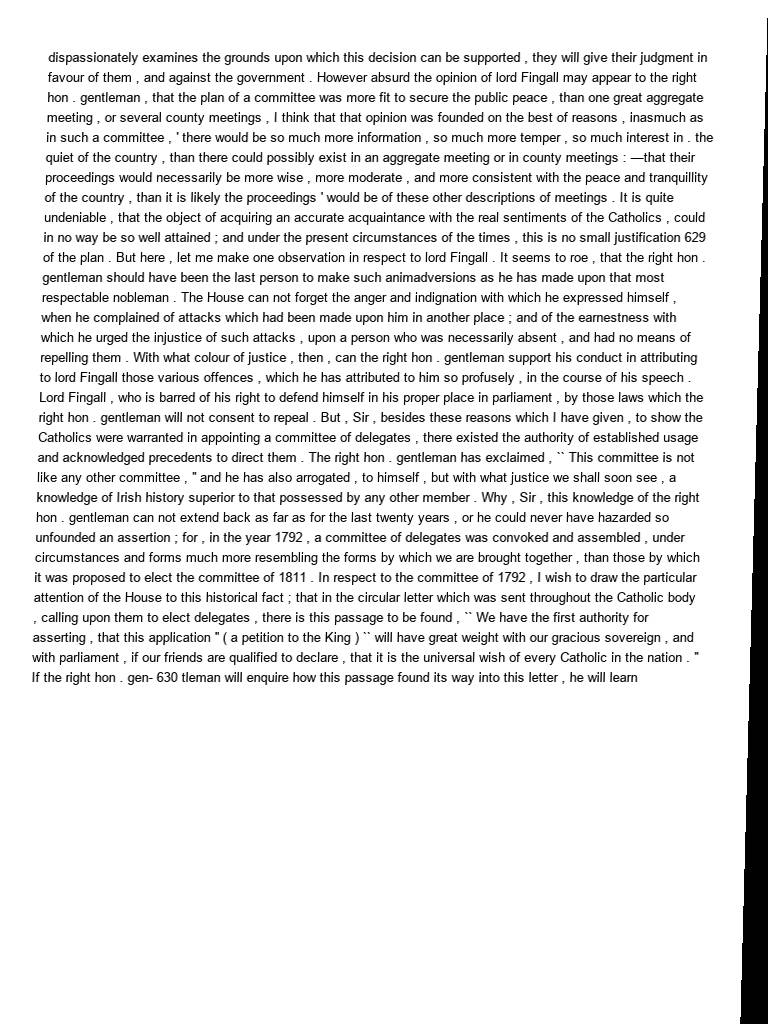 dispassionately examines the grounds upon which this decision can be supported , they will give their judgment in
favour of them , and against the government . However absurd the opinion of lord Fingall may appear to the right
hon . gentleman , that the plan of a committee was more fit to secure the public peace , than one great aggregate
meeting , or several county meetings , I think that that opinion was founded on the best of reasons , inasmuch as
in such a committee , ' there would be so much more information , so much more temper , so much interest in . the
quiet of the country , than there could possibly exist in an aggregate meeting or in county meetings : —that their
proceedings would necessarily be more wise , more moderate , and more consistent with the peace and tranquillity
of the country , than it is likely the proceedings ' would be of these other descriptions of meetings . It is quite
undeniable , that the object of acquiring an accurate acquaintance with the real sentiments of the Catholics , could
in no way be so well attained ; and under the present circumstances of the times , this is no small justification 629
of the plan . But here , let me make one observation in respect to lord Fingall . It seems to roe , that the right hon .
gentleman should have been the last person to make such animadversions as he has made upon that most
respectable nobleman . The House can not forget the anger and indignation with which he expressed himself ,
when he complained of attacks which had been made upon him in another place ; and of the earnestness with
which he urged the injustice of such attacks , upon a person who was necessarily absent , and had no means of
repelling them . With what colour of justice , then , can the right hon . gentleman support his conduct in attributing
to lord Fingall those various offences , which he has attributed to him so profusely , in the course of his speech .
Lord Fingall , who is barred of his right to defend himself in his proper place in parliament , by those laws which the
right hon . gentleman will not consent to repeal . But , Sir , besides these reasons which I have given , to show the
Catholics were warranted in appointing a committee of delegates , there existed the authority of established usage
and acknowledged precedents to direct them . The right hon . gentleman has exclaimed , `` This committee is not
like any other committee , " and he has also arrogated , to himself , but with what justice we shall soon see , a
knowledge of Irish history superior to that possessed by any other member . Why , Sir , this knowledge of the right
hon . gentleman can not extend back as far as for the last twenty years , or he could never have hazarded so
unfounded an assertion ; for , in the year 1792 , a committee of delegates was convoked and assembled , under
circumstances and forms much more resembling the forms by which we are brought together , than those by which
it was proposed to elect the committee of 1811 . In respect to the committee of 1792 , I wish to draw the particular
attention of the House to this historical fact ; that in the circular letter which was sent throughout the Catholic body
, calling upon them to elect delegates , there is this passage to be found , `` We have the first authority for
asserting , that this application " ( a petition to the King ) `` will have great weight with our gracious sovereign , and
with parliament , if our friends are qualified to declare , that it is the universal wish of every Catholic in the nation . "
If the right hon . gen- 630 tleman will enquire how this passage found its way into this letter , he will learn